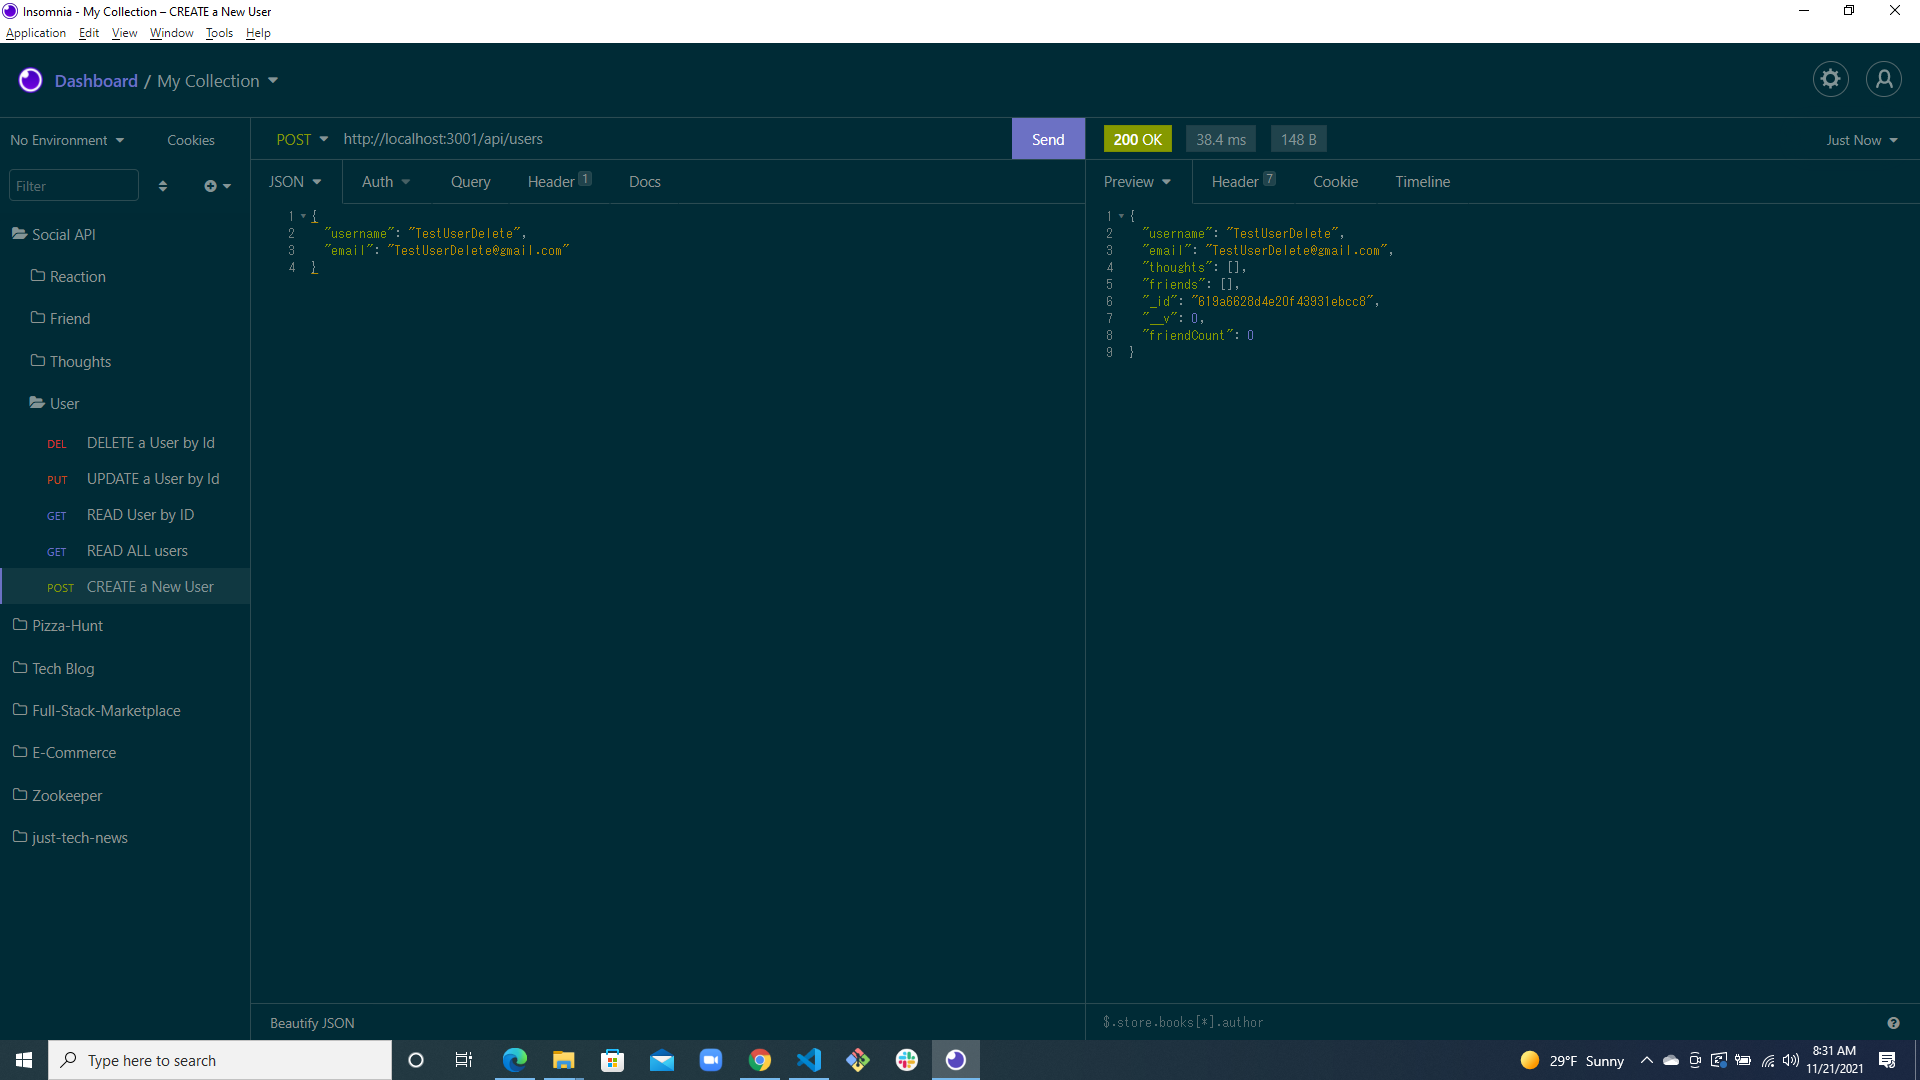 Insomnia - My Collection – CREATE a New User
Application Edit View Window Tools Help
Dashboard / My Collection
No Environment Cookies
Filter
Social API
Reaction
Friend
Thoughts
User
DEL DELETE a User by Id
PUT UPDATE a User by Id
GET READ User by ID
GET READ ALL users
POST CREATE a New User
Pizza-Hunt
Tech Blog
Full-Stack-Marketplace
E-Commerce
Zookeeper
just-tech-news
POST http://localhost:3001/api/users Send
JSON Auth Query Header 1 Docs
1 {
2 "username": "TestUserDelete",
3 "email": "TestUserDelete@gmail.com"
4 }
Beautify JSON
200 OK 38.4 ms 148 B Just Now
Preview Header 7 Cookie Timeline
1 {
2 "username": "TestUserDelete",
3 "email": "TestUserDelete@gmail.com",
4 "thoughts": [],
5 "friends": [],
6 "_id": "619a6628d4e20f43931ebcc8",
7 "__v": 0,
8 "friendCount": 0
9 }
$.store.books[*].author
Type here to search
29°F Sunny
8:31 AM
11/21/2021